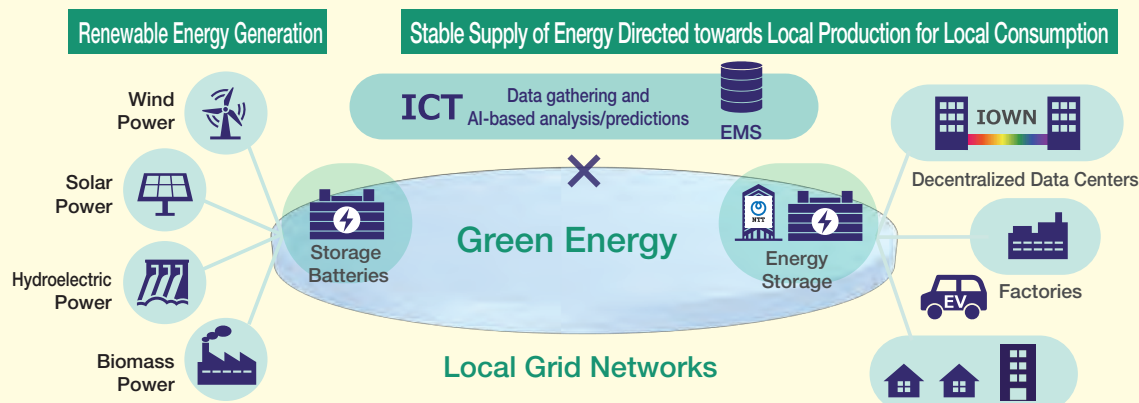 Renewable Energy Generation
Stable Supply of Energy Directed towards Local Production for Local Consumption
Wind
Power
Solar
Power
Hydroelectric
Power
Biomass
Power
ICT
Data gathering and
AI-based analysis/predictions
EMS
×
Storage
Batteries
Green Energy
NTT
Energy
Storage
Local Grid Networks
IOWN
Decentralized Data Centers
Factories
EV